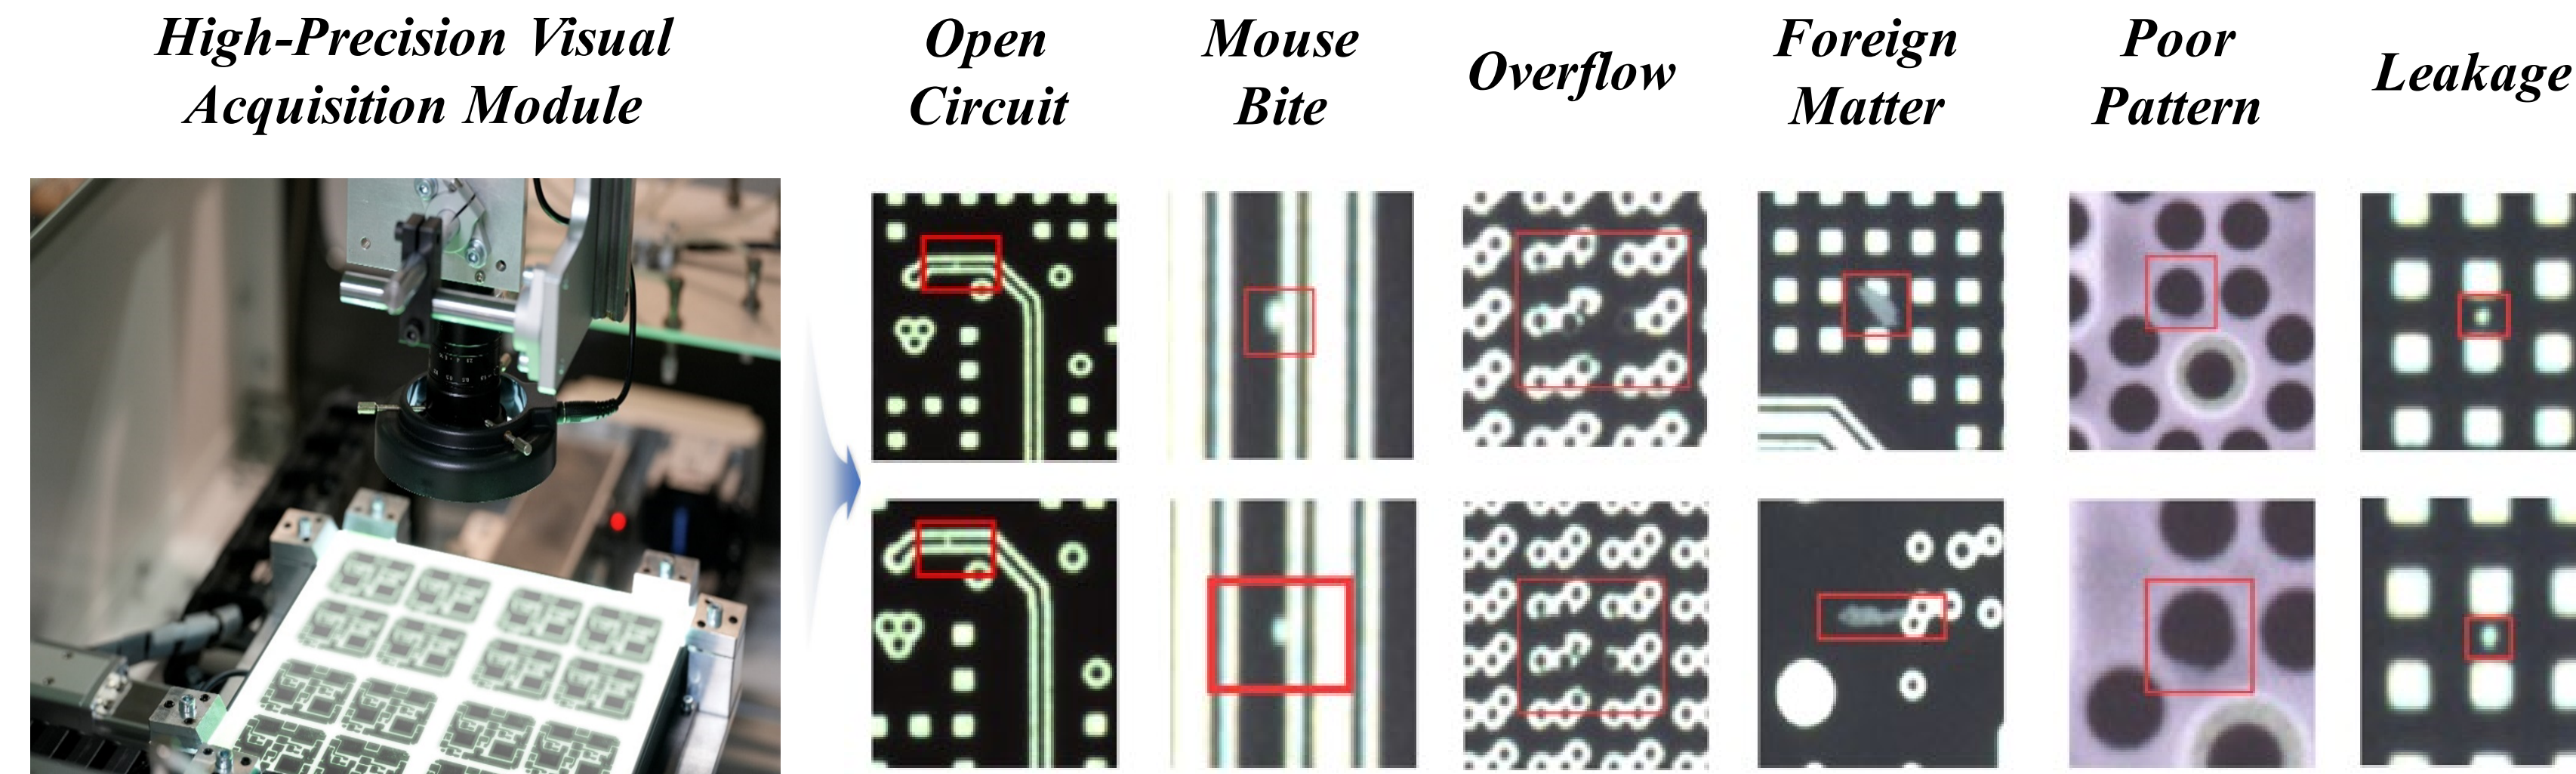 High-Precision Visual
Acquisition Module
Open
Circuit
Mouse
Bite
Overflow
Foreign
Matter
Poor
Pattern
Leakage